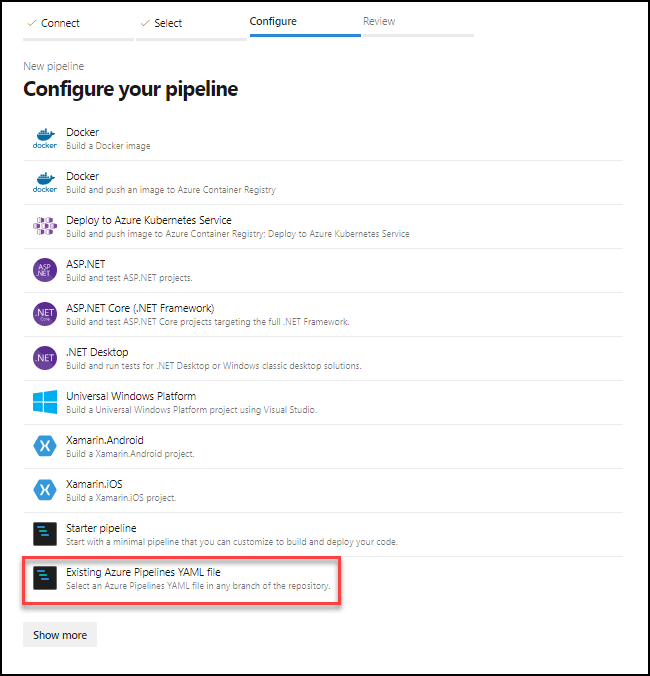 Connect Select Configure Review
New pipeline
Configure your pipeline
docker
Docker
Build a Docker image
docker
Docker
Build and push an image to Azure Container Registry
Deploy to Azure Kubernetes Service
Build and push image to Azure Container Registry; Deploy to Azure Kubernetes Service
ASP
.NET
ASP.NET
Build and test ASP.NET projects.
.NET
Core
ASP.NET Core (.NET Framework)
Build and test ASP.NET Core projects targeting the full .NET Framework.
.NET
.NET Desktop
Build and run tests for .NET Desktop or Windows classic desktop solutions.
Universal Windows Platform
Build a Universal Windows Platform project using Visual Studio.
Xamarin.Android
Build a Xamarin.Android project.
Xamarin.iOS
Build a Xamarin.iOS project.
Starter pipeline
Start with a minimal pipeline that you can customize to build and deploy your code.
Existing Azure Pipelines YAML file
Select an Azure Pipelines YAML file in any branch of the repository.
Show more